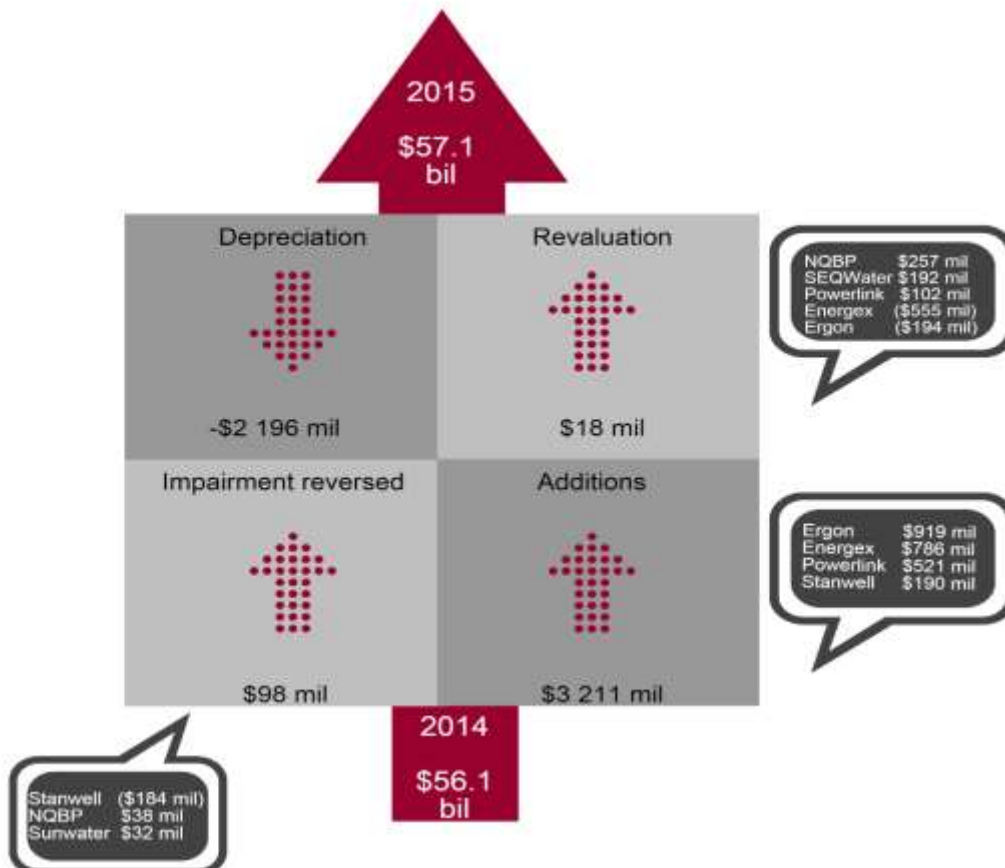 2015
$57.1
bil
Depreciation
Revaluation
-$2 196 mil
$18 mil
NQBP $257 mil
SEQWater $192 mil
Powerlink $102 mil
Energex ($555 mil)
Ergon ($194 mil)
Impairment reversed
Additions
$98 mil
$3 211 mil
Ergon $919 mil
Energex $786 mil
Powerlink $521 mil
Stanwell $190 mil
2014
$56.1
bil
Stanwell ($184 mil)
NQBP $38 mil
Sunwater $32 mil